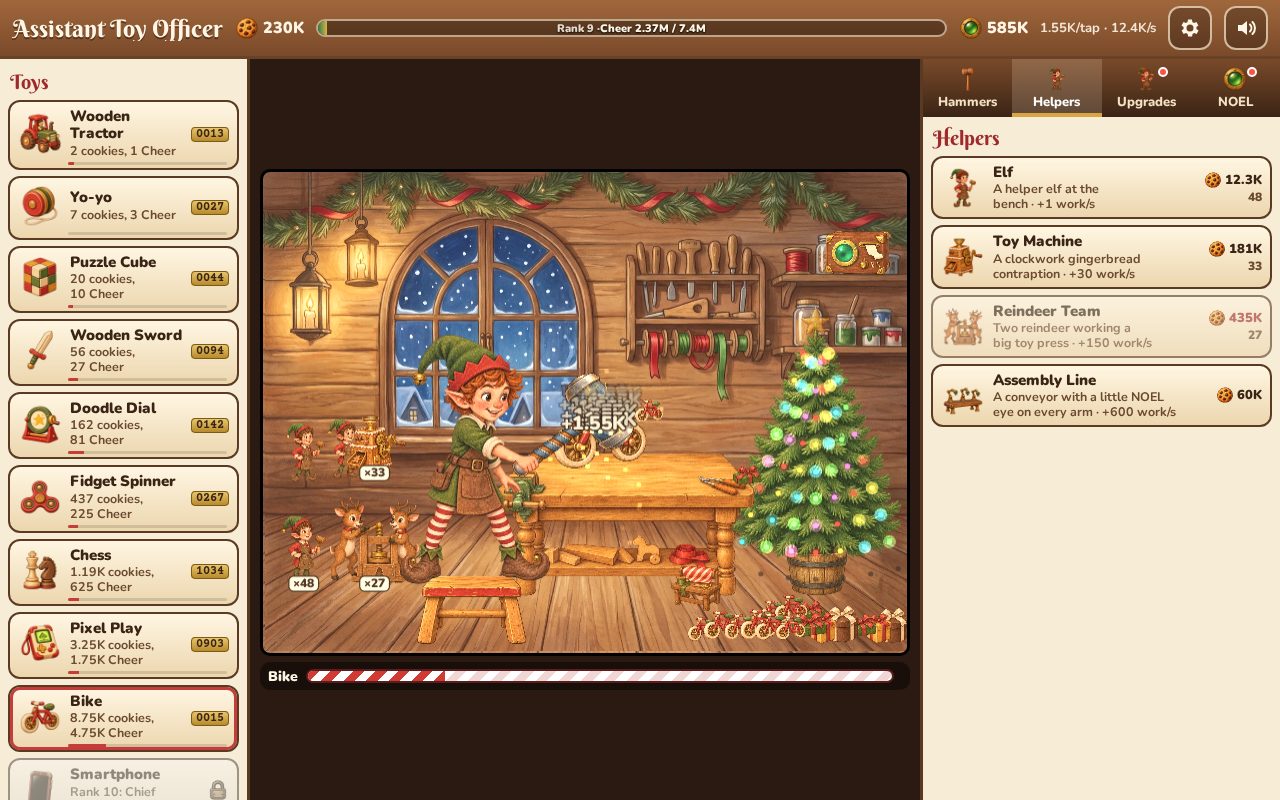 Assistant Toy Officer
230K
Rank 9 · Cheer 2.37M / 7.4M
585K
1.55K/tap · 12.4K/s
Toys
Wooden
Tractor
2 cookies, 1 Cheer
0013
Yo-yo
7 cookies, 3 Cheer
0027
Puzzle Cube
20 cookies,
10 Cheer
0044
Wooden Sword
56 cookies,
27 Cheer
0094
Doodle Dial
162 cookies,
81 Cheer
0142
Fidget Spinner
437 cookies,
225 Cheer
0267
Chess
1.19K cookies,
625 Cheer
1034
Pixel Play
3.25K cookies,
1.75K Cheer
0903
Bike
8.75K cookies,
4.75K Cheer
0015
Smartphone
Rank 10: Chief
+1.55K
×33
×48
×27
Bike
Hammers
Helpers
Upgrades
NOEL
Helpers
Elf
A helper elf at the
bench · +1 work/s
12.3K
48
Toy Machine
A clockwork gingerbread
contraption · +30 work/s
181K
33
Reindeer Team
Two reindeer working a
big toy press · +150 work/s
435K
27
Assembly Line
A conveyor with a little NOEL
eye on every arm · +600 work/s
60K